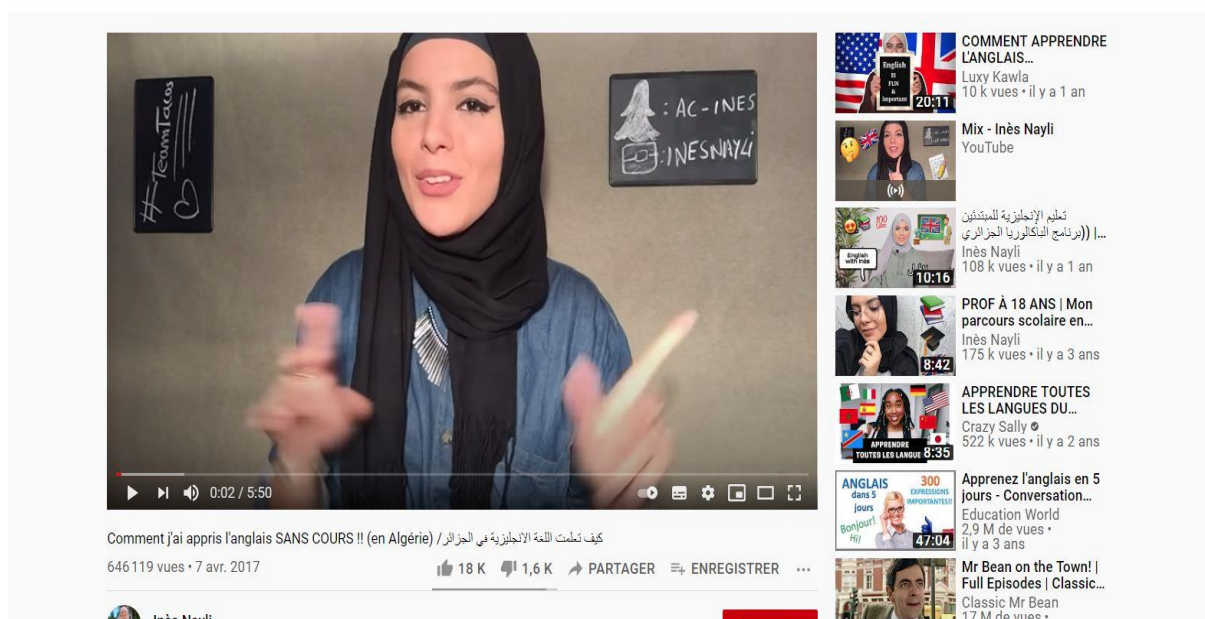 #TeamTacos
: AC-INES
: INESNAYLI
0:02 / 5:50
Comment j'ai appris l'anglais SANS COURS !! (en Algérie) /كيف تعلمت اللغة الانجليزية في الجزائر
646 119 vues • 7 avr. 2017
18 K
1,6 K
PARTAGER
ENREGISTRER
Inès Nayli
English
IS
FUN
&
Important
20:11
COMMENT APPRENDRE
L'ANGLAIS...
Luxy Kawla
10 k vues • il y a 1 an
Mix - Inès Nayli
YouTube
100
English
with Inès
10:16
تعليم الإنجليزية للمبتدئين
| ((برنامج الباكالوريا الجزائري...
Inès Nayli
108 k vues • il y a 1 an
8:42
PROF À 18 ANS | Mon
parcours scolaire en...
Inès Nayli
175 k vues • il y a 3 ans
APPRENDRE
TOUTES LES LANGUE
8:35
APPRENDRE TOUTES
LES LANGUES DU...
Crazy Sally
522 k vues • il y a 2 ans
ANGLAIS
dans 5
jours
300
EXPRESSIONS
IMPORTANTES!!
Bonjour!
Hi!
47:04
Apprenez l'anglais en 5
jours - Conversation...
Education World
2,9 M de vues •
il y a 3 ans
Mr Bean on the Town! |
Full Episodes | Classic...
Classic Mr Bean
17 M de vues •